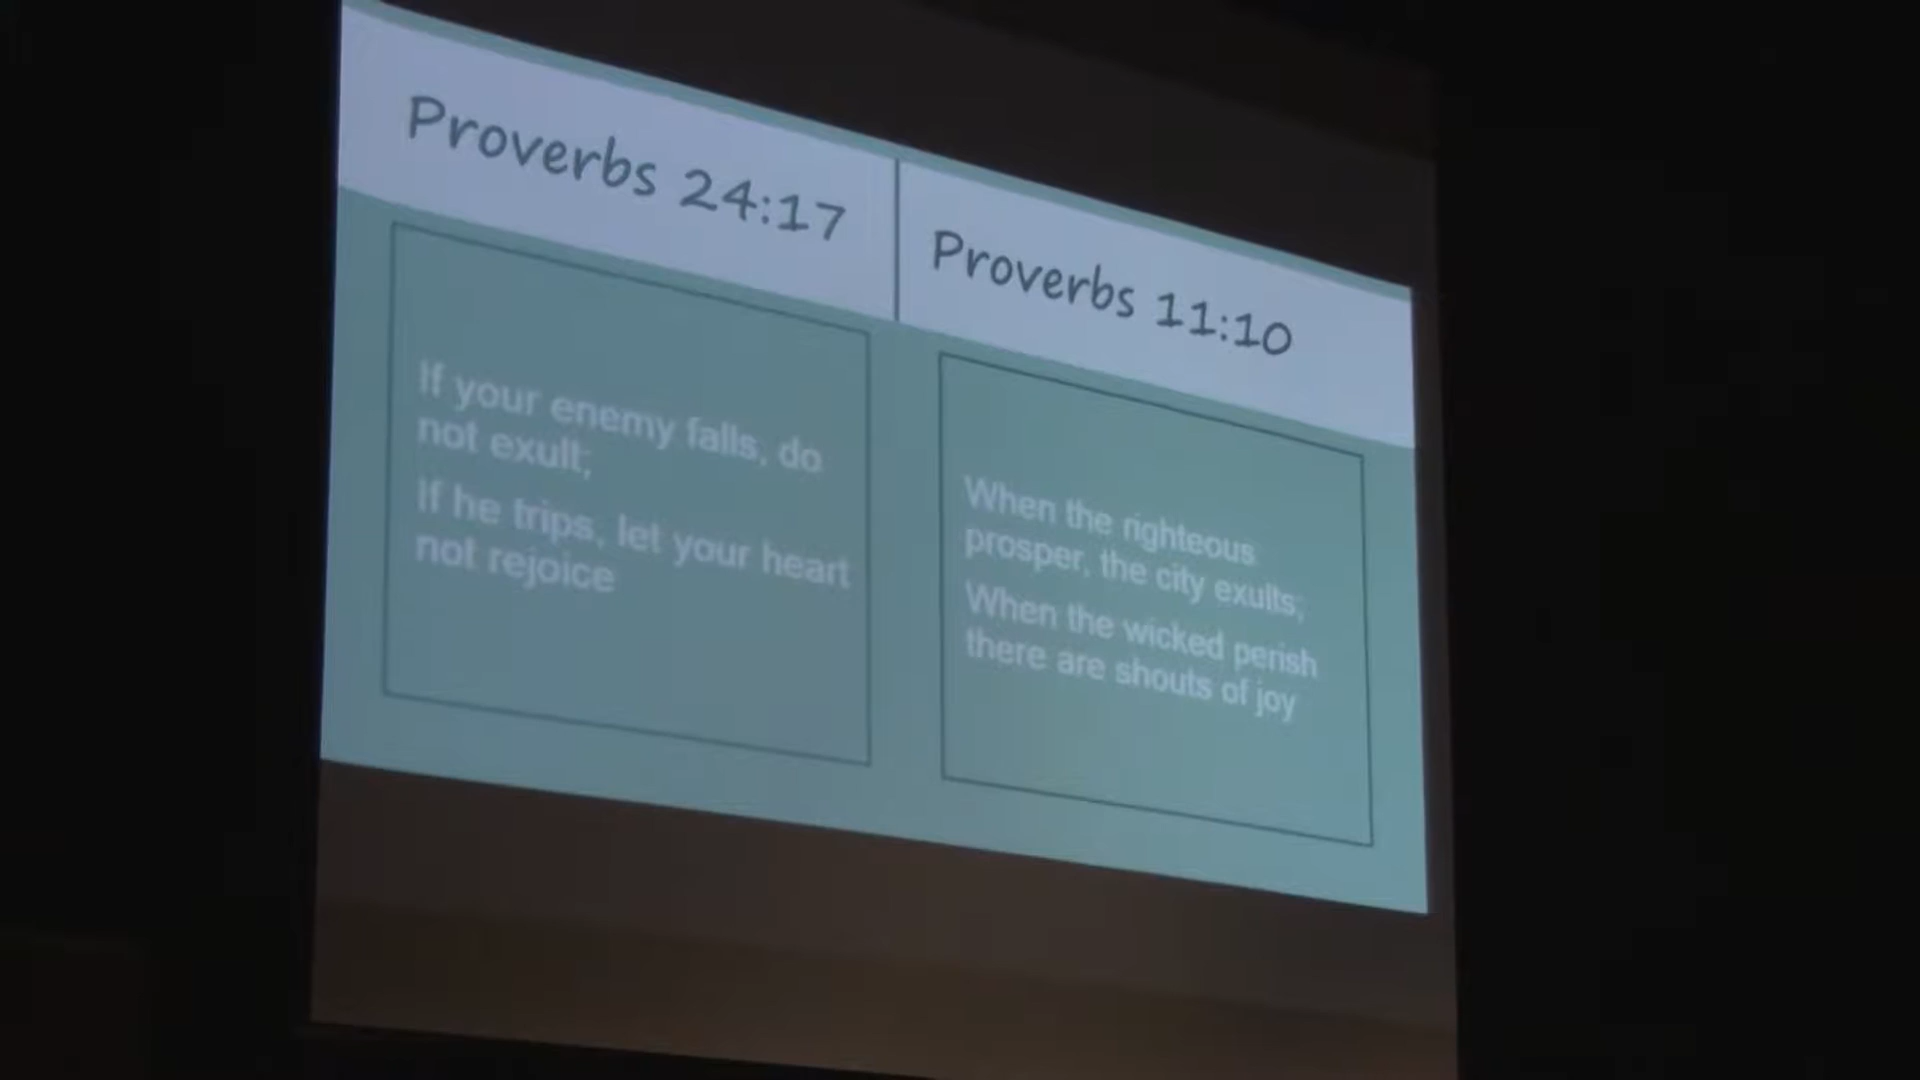 Proverbs 24:17
If your enemy falls, do
not exult;
If he trips, let your heart
not rejoice
Proverbs 11:10
When the righteous
prosper, the city exults;
When the wicked perish
there are shouts of joy